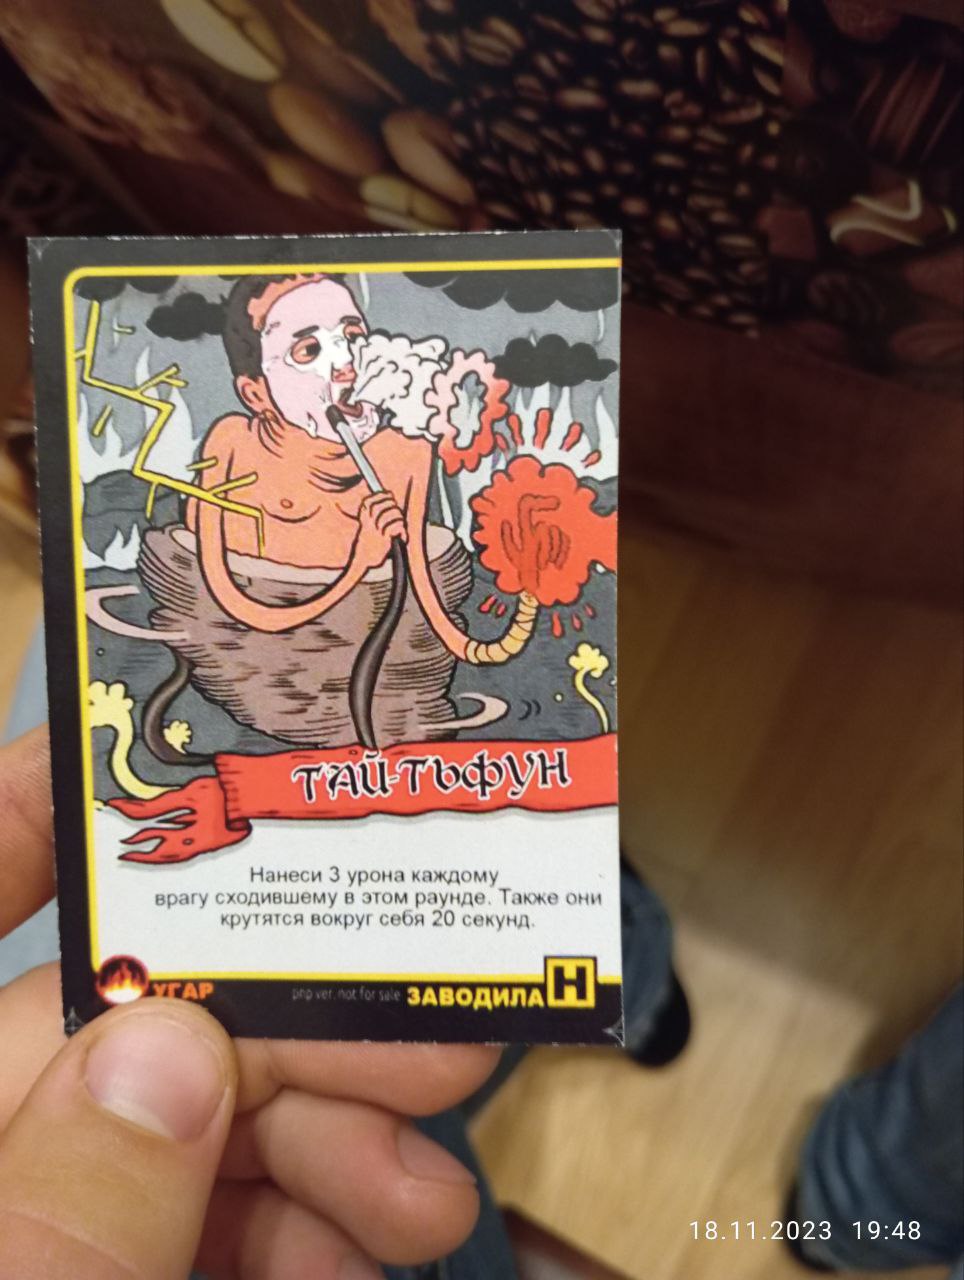 ТАЙ-ТЬФУН
Нанеси 3 урона каждому
врагу сходившему в этом раунде. Также они
крутятся вокруг себя 20 секунд.
УГАР
pnp ver. not for sale
ЗАВОДИЛА Н
18.11.2023 19:48